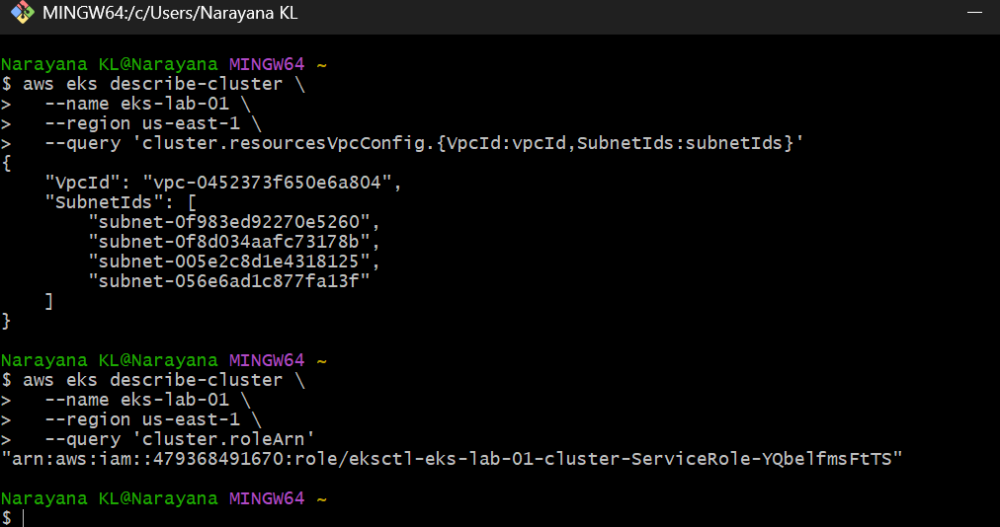 MINGW64:/c/Users/Narayana KL
Narayana KL@Narayana MINGW64 ~
$ aws eks describe-cluster \
>   --name eks-lab-01 \
>   --region us-east-1 \
>   --query 'cluster.resourcesVpcConfig.{VpcId:vpcId,SubnetIds:subnetIds}'
{
    "VpcId": "vpc-0452373f650e6a804",
    "SubnetIds": [
        "subnet-0f983ed92270e5260",
        "subnet-0f8d034aafc73178b",
        "subnet-005e2c8d1e4318125",
        "subnet-056e6ad1c877fa13f"
    ]
}
Narayana KL@Narayana MINGW64 ~
$ aws eks describe-cluster \
>   --name eks-lab-01 \
>   --region us-east-1 \
>   --query 'cluster.roleArn'
"arn:aws:iam::479368491670:role/eksctl-eks-lab-01-cluster-ServiceRole-YQbelfmsFtTS"
Narayana KL@Narayana MINGW64 ~
$